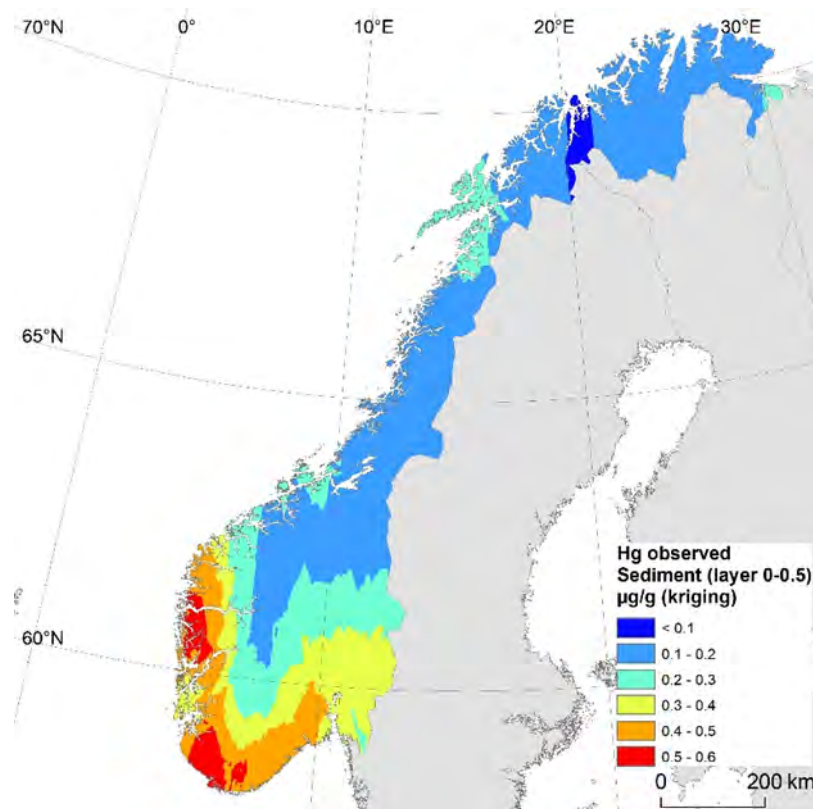 70°N
0°
10°E
20°E
30°E
65°N
60°N
Hg observed
Sediment (layer 0-0.5)
µg/g (kriging)
< 0.1
0.1 - 0.2
0.2 - 0.3
0.3 - 0.4
0.4 - 0.5
0.5 - 0.6
0 200 km